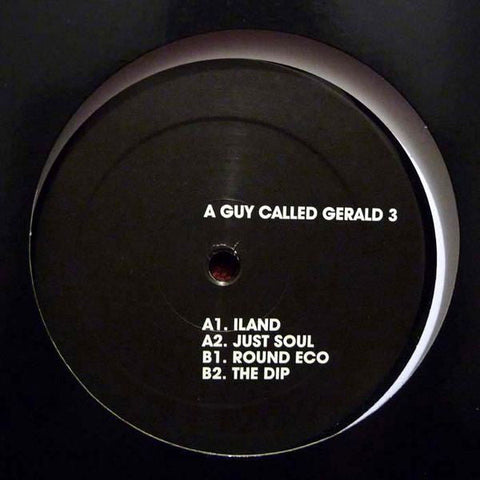 A GUY CALLED GERALD 3
A1. ILAND
A2. JUST SOUL
B1. ROUND ECO
B2. THE DIP